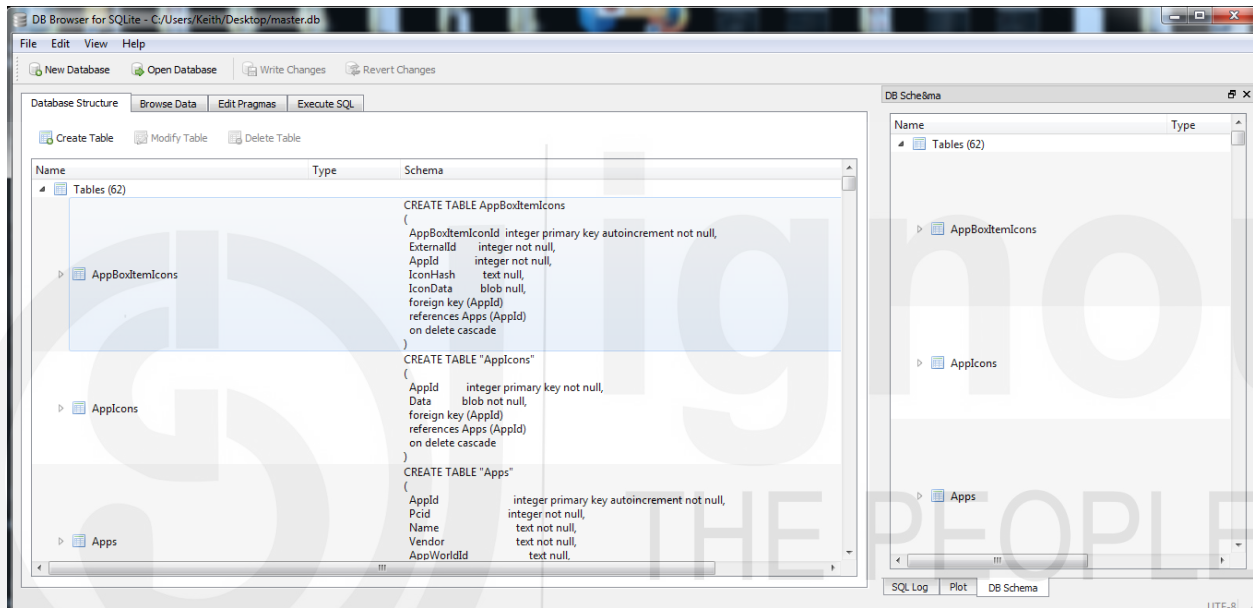 DB Browser for SQLite - C:/Users/Keith/Desktop/master.db
File Edit View Help
New Database Open Database Write Changes Revert Changes
Database Structure Browse Data Edit Pragmas Execute SQL
Create Table Modify Table Delete Table
Name Type Schema
Tables (62)
AppBoxItemIcons
CREATE TABLE AppBoxItemIcons
(
AppBoxItemIconId integer primary key autoincrement not null,
ExternalId integer not null,
AppId integer not null,
IconHash text null,
IconData blob null,
foreign key (AppId)
references Apps (AppId)
on delete cascade
)
AppIcons
CREATE TABLE "AppIcons"
(
AppId integer primary key not null,
Data blob not null,
foreign key (AppId)
references Apps (AppId)
on delete cascade
)
Apps
CREATE TABLE "Apps"
(
AppId integer primary key autoincrement not null,
Pcid integer not null,
Name text not null,
Vendor text not null,
AppWorldId text null,
DB Sche&ma
Name Type
Tables (62)
AppBoxItemIcons
AppIcons
Apps
SQL Log Plot DB Schema
UTF-8
ignou
THE PEOPLE